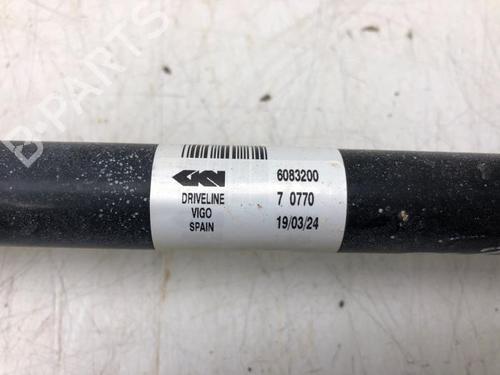 B-PARTS
GKN
6083200
DRIVELINE
7 0770
VIGO
19/03/24
SPAIN